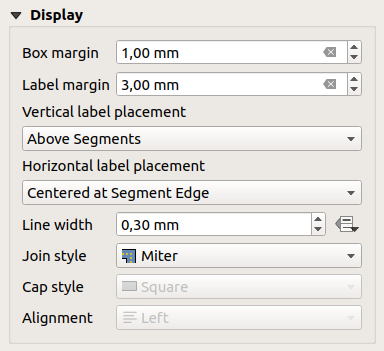 Display
Box margin 1,00 mm
Label margin 3,00 mm
Vertical label placement
Above Segments
Horizontal label placement
Centered at Segment Edge
Line width 0,30 mm
Join style Miter
Cap style Square
Alignment Left